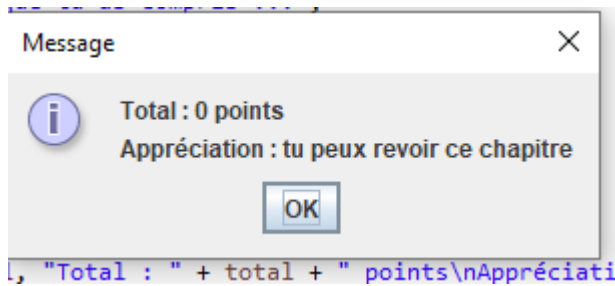 Message
Total : 0 points
Appréciation : tu peux revoir ce chapitre
OK
, "Total : " + total + " points\nAppréciati